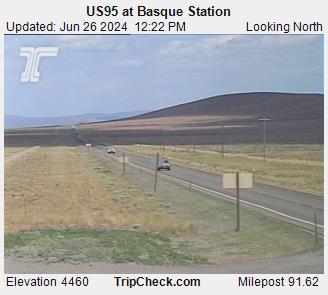 US95 at Basque Station
Updated: Jun 26 2024 12:22 PM Looking North
Elevation 4460 TripCheck.com Milepost 91.62